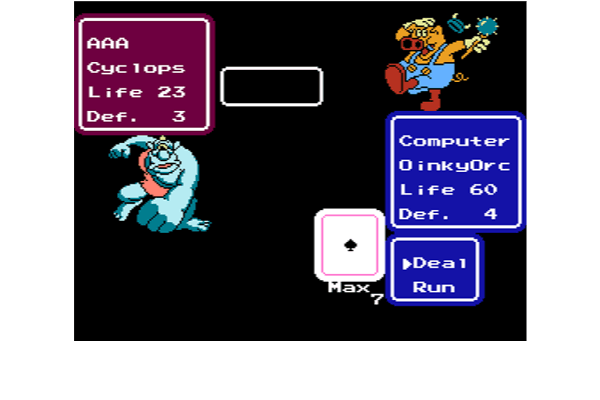 AAA
Cyclops
Life 23
Def. 3
Computer
OinkyOrc
Life 60
Def. 4
Deal
Run
Max 7